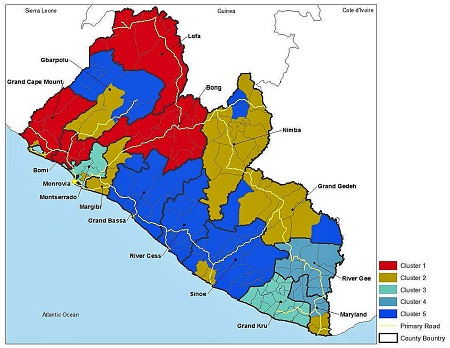 Sierra Leone
Guinea
Cote d'Ivoire
Lofa
Gbarpolu
Grand Cape Mount
Bong
Nimba
Bomi
Monrovia
Montserrado
Margibi
Grand Gedeh
Grand Bassa
River Cess
River Gee
Sinoe
Atlantic Ocean
Grand Kru
Maryland
Cluster 1
Cluster 2
Cluster 3
Cluster 4
Cluster 5
Primary Road
County Bountry